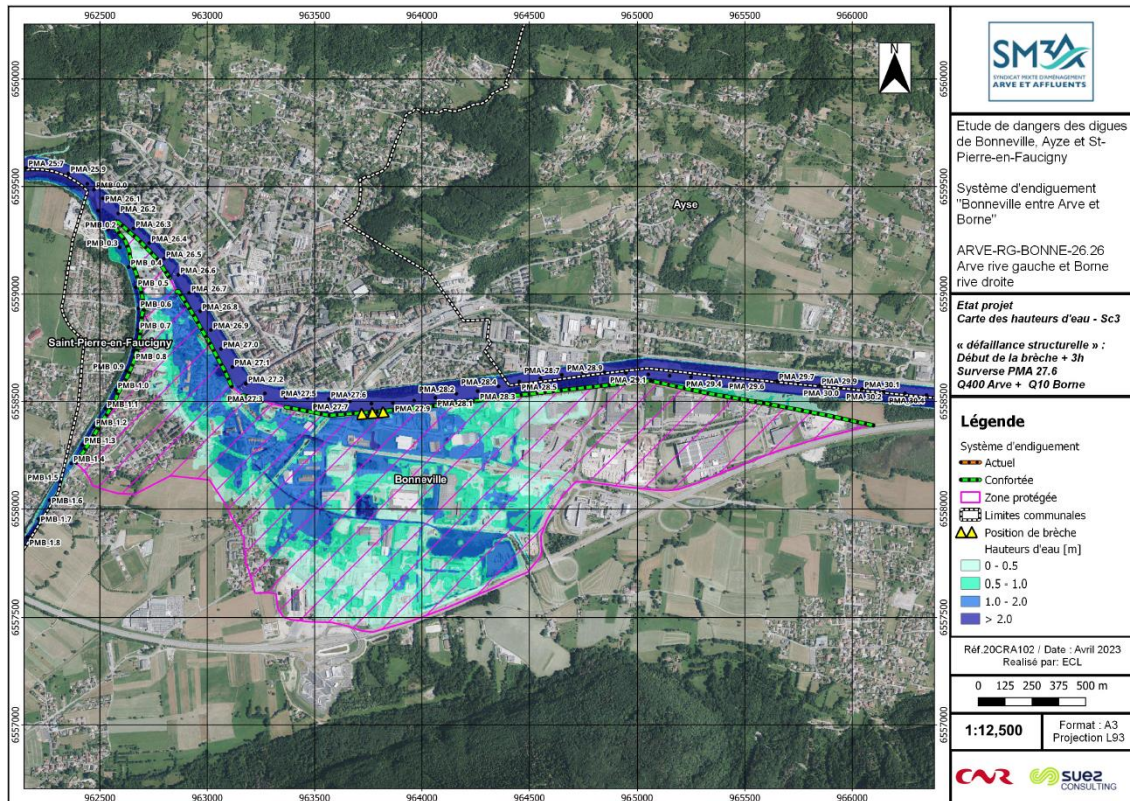 962500 963000 963500 964000 964500 965000 965500 966000
6560000
6559500
6559000
6558500
6558000
6557500
6557000
N
PMA 25.7
PMA 25.9
PMB 0.0
PMA 26.1
PMA 26.2
PMB 0.2
PMA 26.3
PMB 0.3
PMA 26.4
PMB 0.4
PMA 26.5
PMB 0.5
PMA 26.6
PMA 26.7
PMB 0.6
PMA 26.8
PMB 0.7
PMA 26.9
PMA 27.0
Saint-Pierre-en-Faucigny
PMB 0.8
PMB 0.9
PMA 27.1
PMB 1.0
PMA 27.2
PMB 1.1
PMA 27.3
PMB 1.2
PMB 1.3
PMB 1.4
PMB 1.5
PMB 1.6
PMB 1.7
PMB 1.8
PMA 27.6
PMA 27.7
PMA 27.9
PMA 28.1
PMA 28.2
PMA 28.3
PMA 28.4
PMA 28.5
PMA 28.7
PMA 28.9
PMA 29.1
PMA 29.4
PMA 29.6
PMA 29.7
PMA 29.9
PMA 30.0
PMA 30.1
PMA 30.2
Ayse
Bonneville
6560000
6559500
6559000
6558500
6558000
6557500
6557000
962500 963000 963500 964000 964500 965000 965500 966000
SM3A
SYNDICAT MIXTE D'AMÉNAGEMENT
ARVE ET AFFLUENTS
Etude de dangers des digues
de Bonneville, Ayze et St-
Pierre-en-Faucigny
Système d'endiguement
"Bonneville entre Arve et
Borne"
ARVE-RG-BONNE-26.26
Arve rive gauche et Borne
rive droite
Etat projet
Carte des hauteurs d'eau - Sc3
« défaillance structurelle » :
Début de la brèche + 3h
Surverse PMA 27.6
Q400 Arve + Q10 Borne
Légende
Système d'endiguement
Actuel
Confortée
Zone protégée
Limites communales
Position de brèche
Hauteurs d'eau [m]
0 - 0.5
0.5 - 1.0
1.0 - 2.0
> 2.0
Réf.20CRA102 / Date : Avril 2023
Realisé par: ECL
0 125 250 375 500 m
1:12,500
Format : A3
Projection L93
CNR
SUEZ
CONSULTING